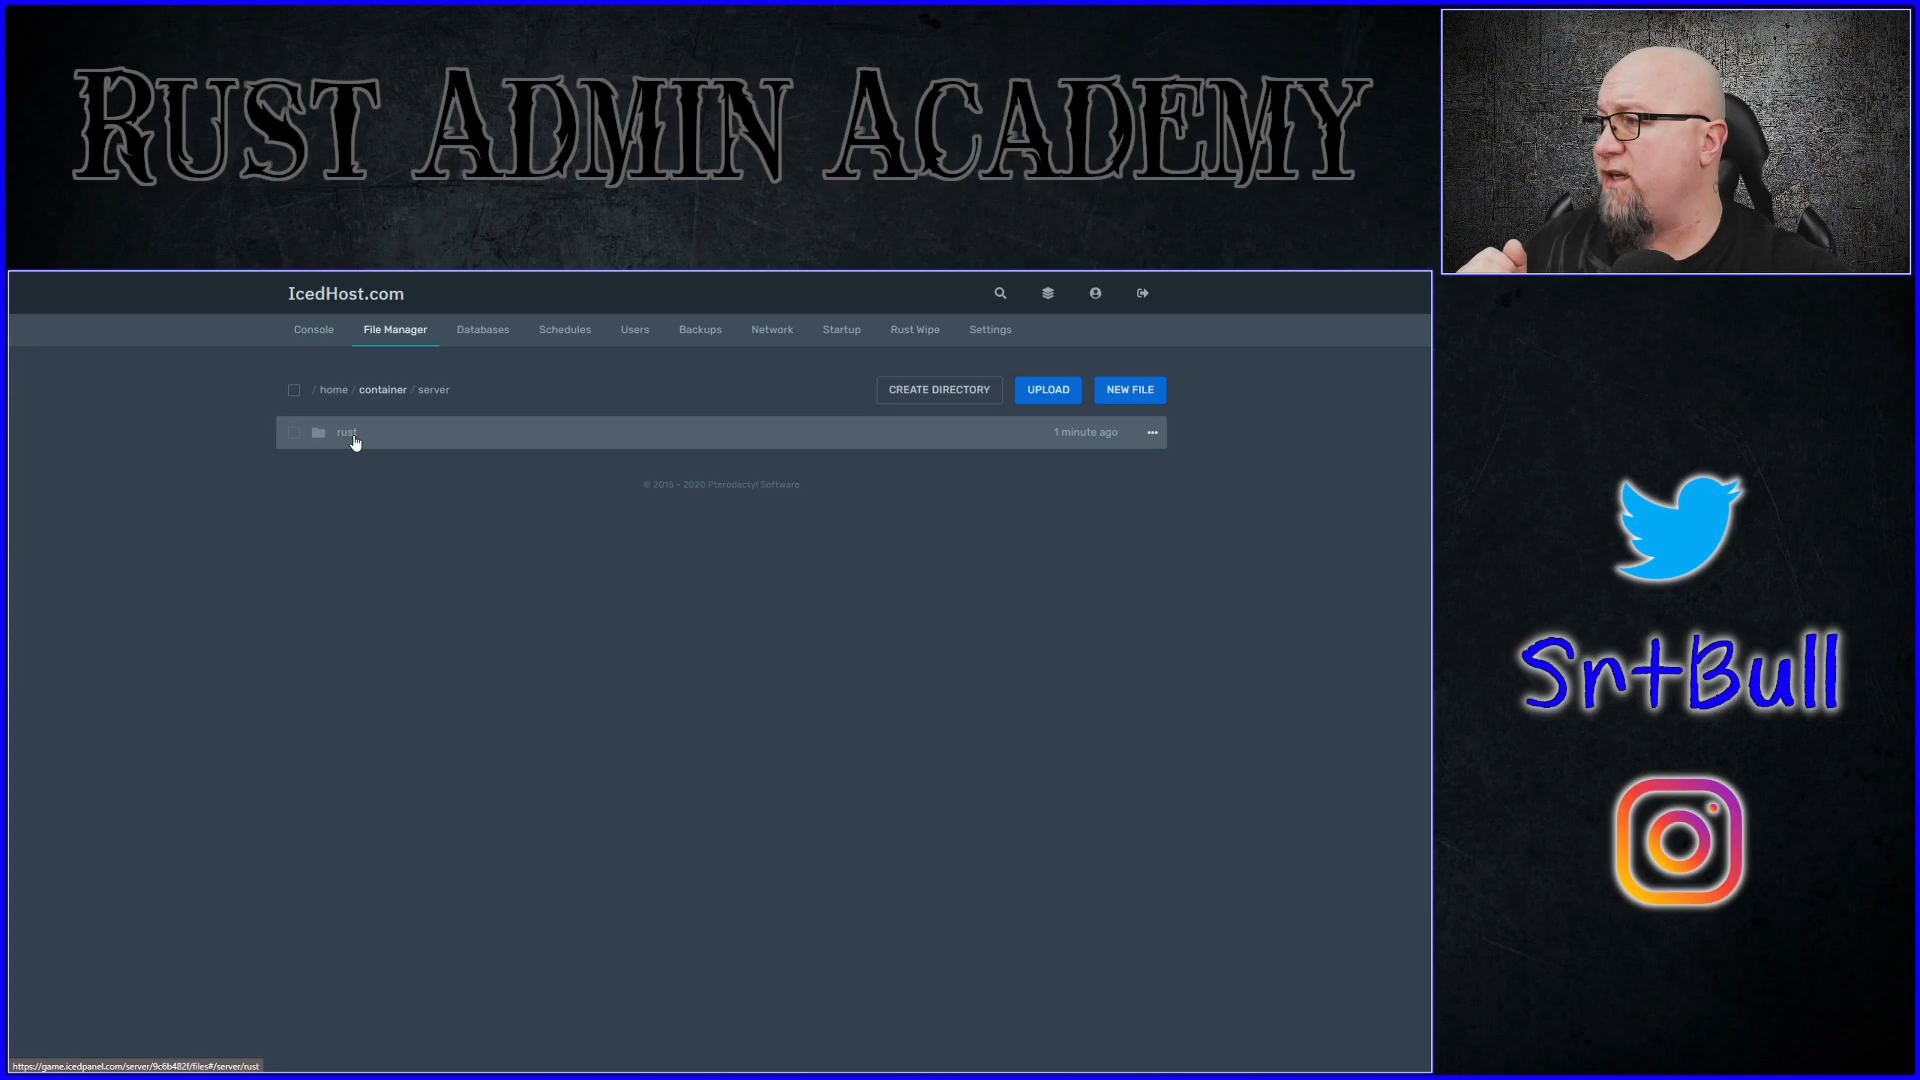 RUST ADMIN ACADEMY
IcedHost.com
Console File Manager Databases Schedules Users Backups Network Startup Rust Wipe Settings
/ home / container / server
CREATE DIRECTORY UPLOAD NEW FILE
rust 1 minute ago
© 2015 - 2020 Pterodactyl Software
SntBull
https://game.icedpanel.com/server/9c6b482f/files#/server/rust